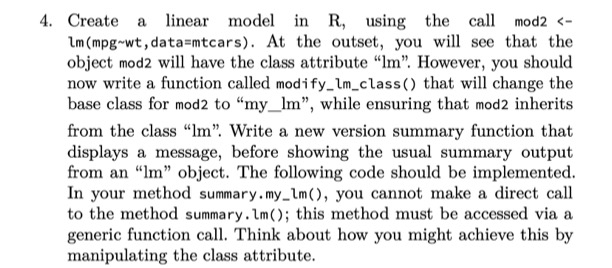 4. Create a linear model in R, using the call mod2 <-
lm(mpg~wt,data=mtcars). At the outset, you will see that the
object mod2 will have the class attribute “lm”. However, you should
now write a function called modify_lm_class() that will change the
base class for mod2 to “my_lm”, while ensuring that mod2 inherits
from the class “lm”. Write a new version summary function that
displays a message, before showing the usual summary output
from an “lm” object. The following code should be implemented.
In your method summary.my_lm(), you cannot make a direct call
to the method summary.lm(); this method must be accessed via a
generic function call. Think about how you might achieve this by
manipulating the class attribute.